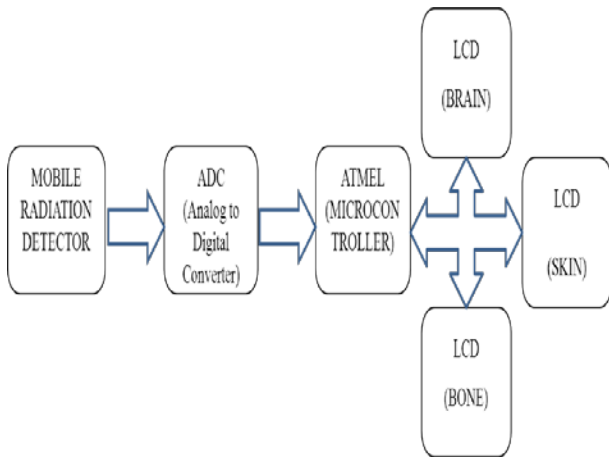 MOBILE
RADIATION
DETECTOR
ADC
(Analog to
Digital
Converter)
ATMEL
(MICROCON
TROLLER)
LCD
(BRAIN)
LCD
(SKIN)
LCD
(BONE)